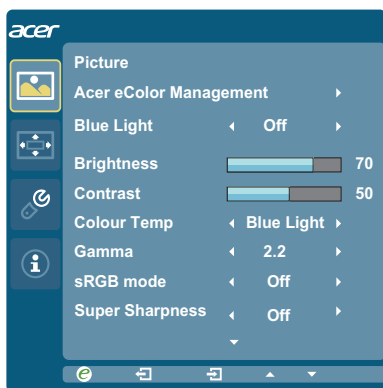 acer
Picture
Acer eColor Management
Blue Light Off
Brightness 70
Contrast 50
Colour Temp Blue Light
Gamma 2.2
sRGB mode Off
Super Sharpness Off
e